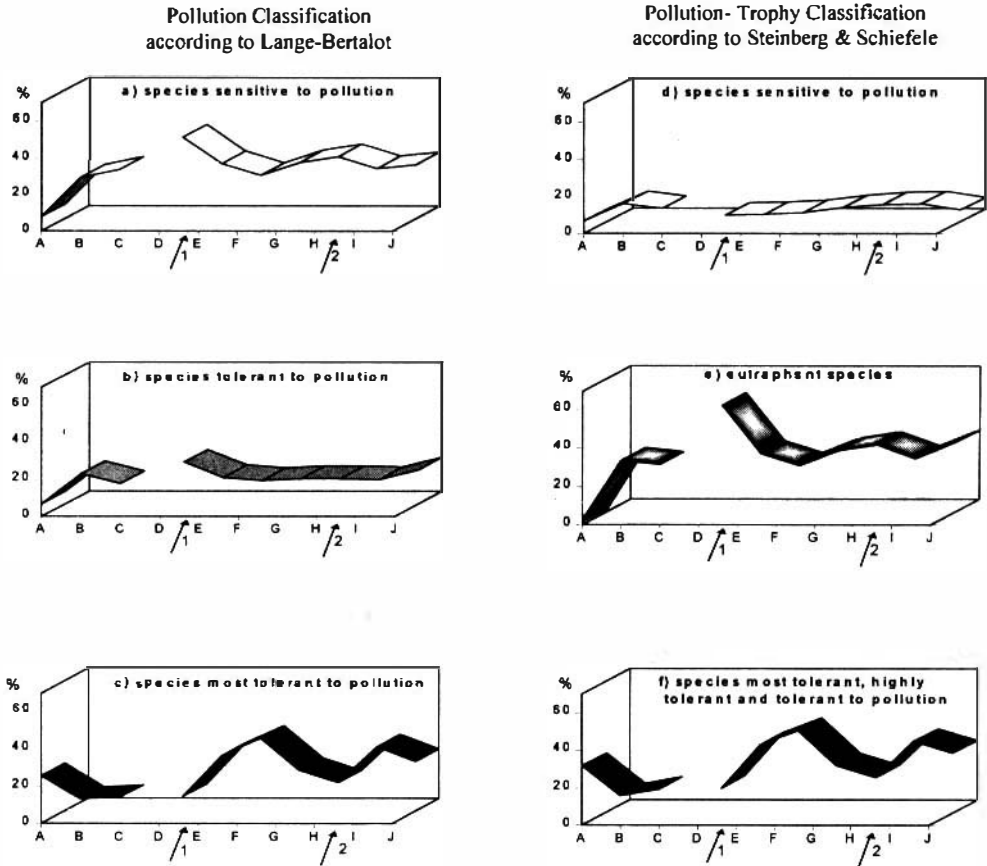 Pollution Classification
according to Lange-Bertalot
Pollution- Trophy Classification
according to Steinberg & Schiefele
a) species sensitive to pollution
%
60
40
20
0
A B C D E F G H I J
1 2
d) species sensitive to pollution
%
60
40
20
0
A B C D E F G H I J
1 2
b) species tolerant to pollution
%
60
40
20
0
A B C D E F G H I J
1 2
e) eutraphent species
%
60
40
20
0
A B C D E F G H I J
1 2
c) species most tolerant to pollution
%
60
40
20
0
A B C D E F G H I J
1 2
f) species most tolerant, highly
tolerant and tolerant to pollution
%
60
40
20
0
A B C D E F G H I J
1 2